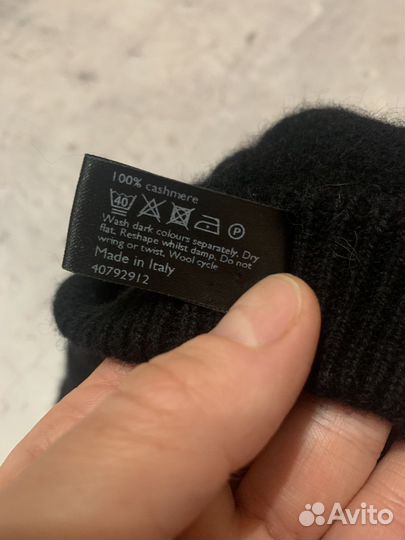 100% cashmere
40 P
Wash dark colours separately. Dry
flat. Reshape whilst damp. Do not
wring or twist. Wool cycle
Made in Italy
40792912
Avito